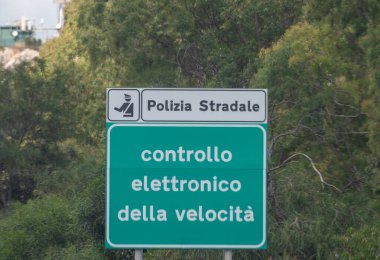 Polizia Stradale
controllo
elettronico
della velocità